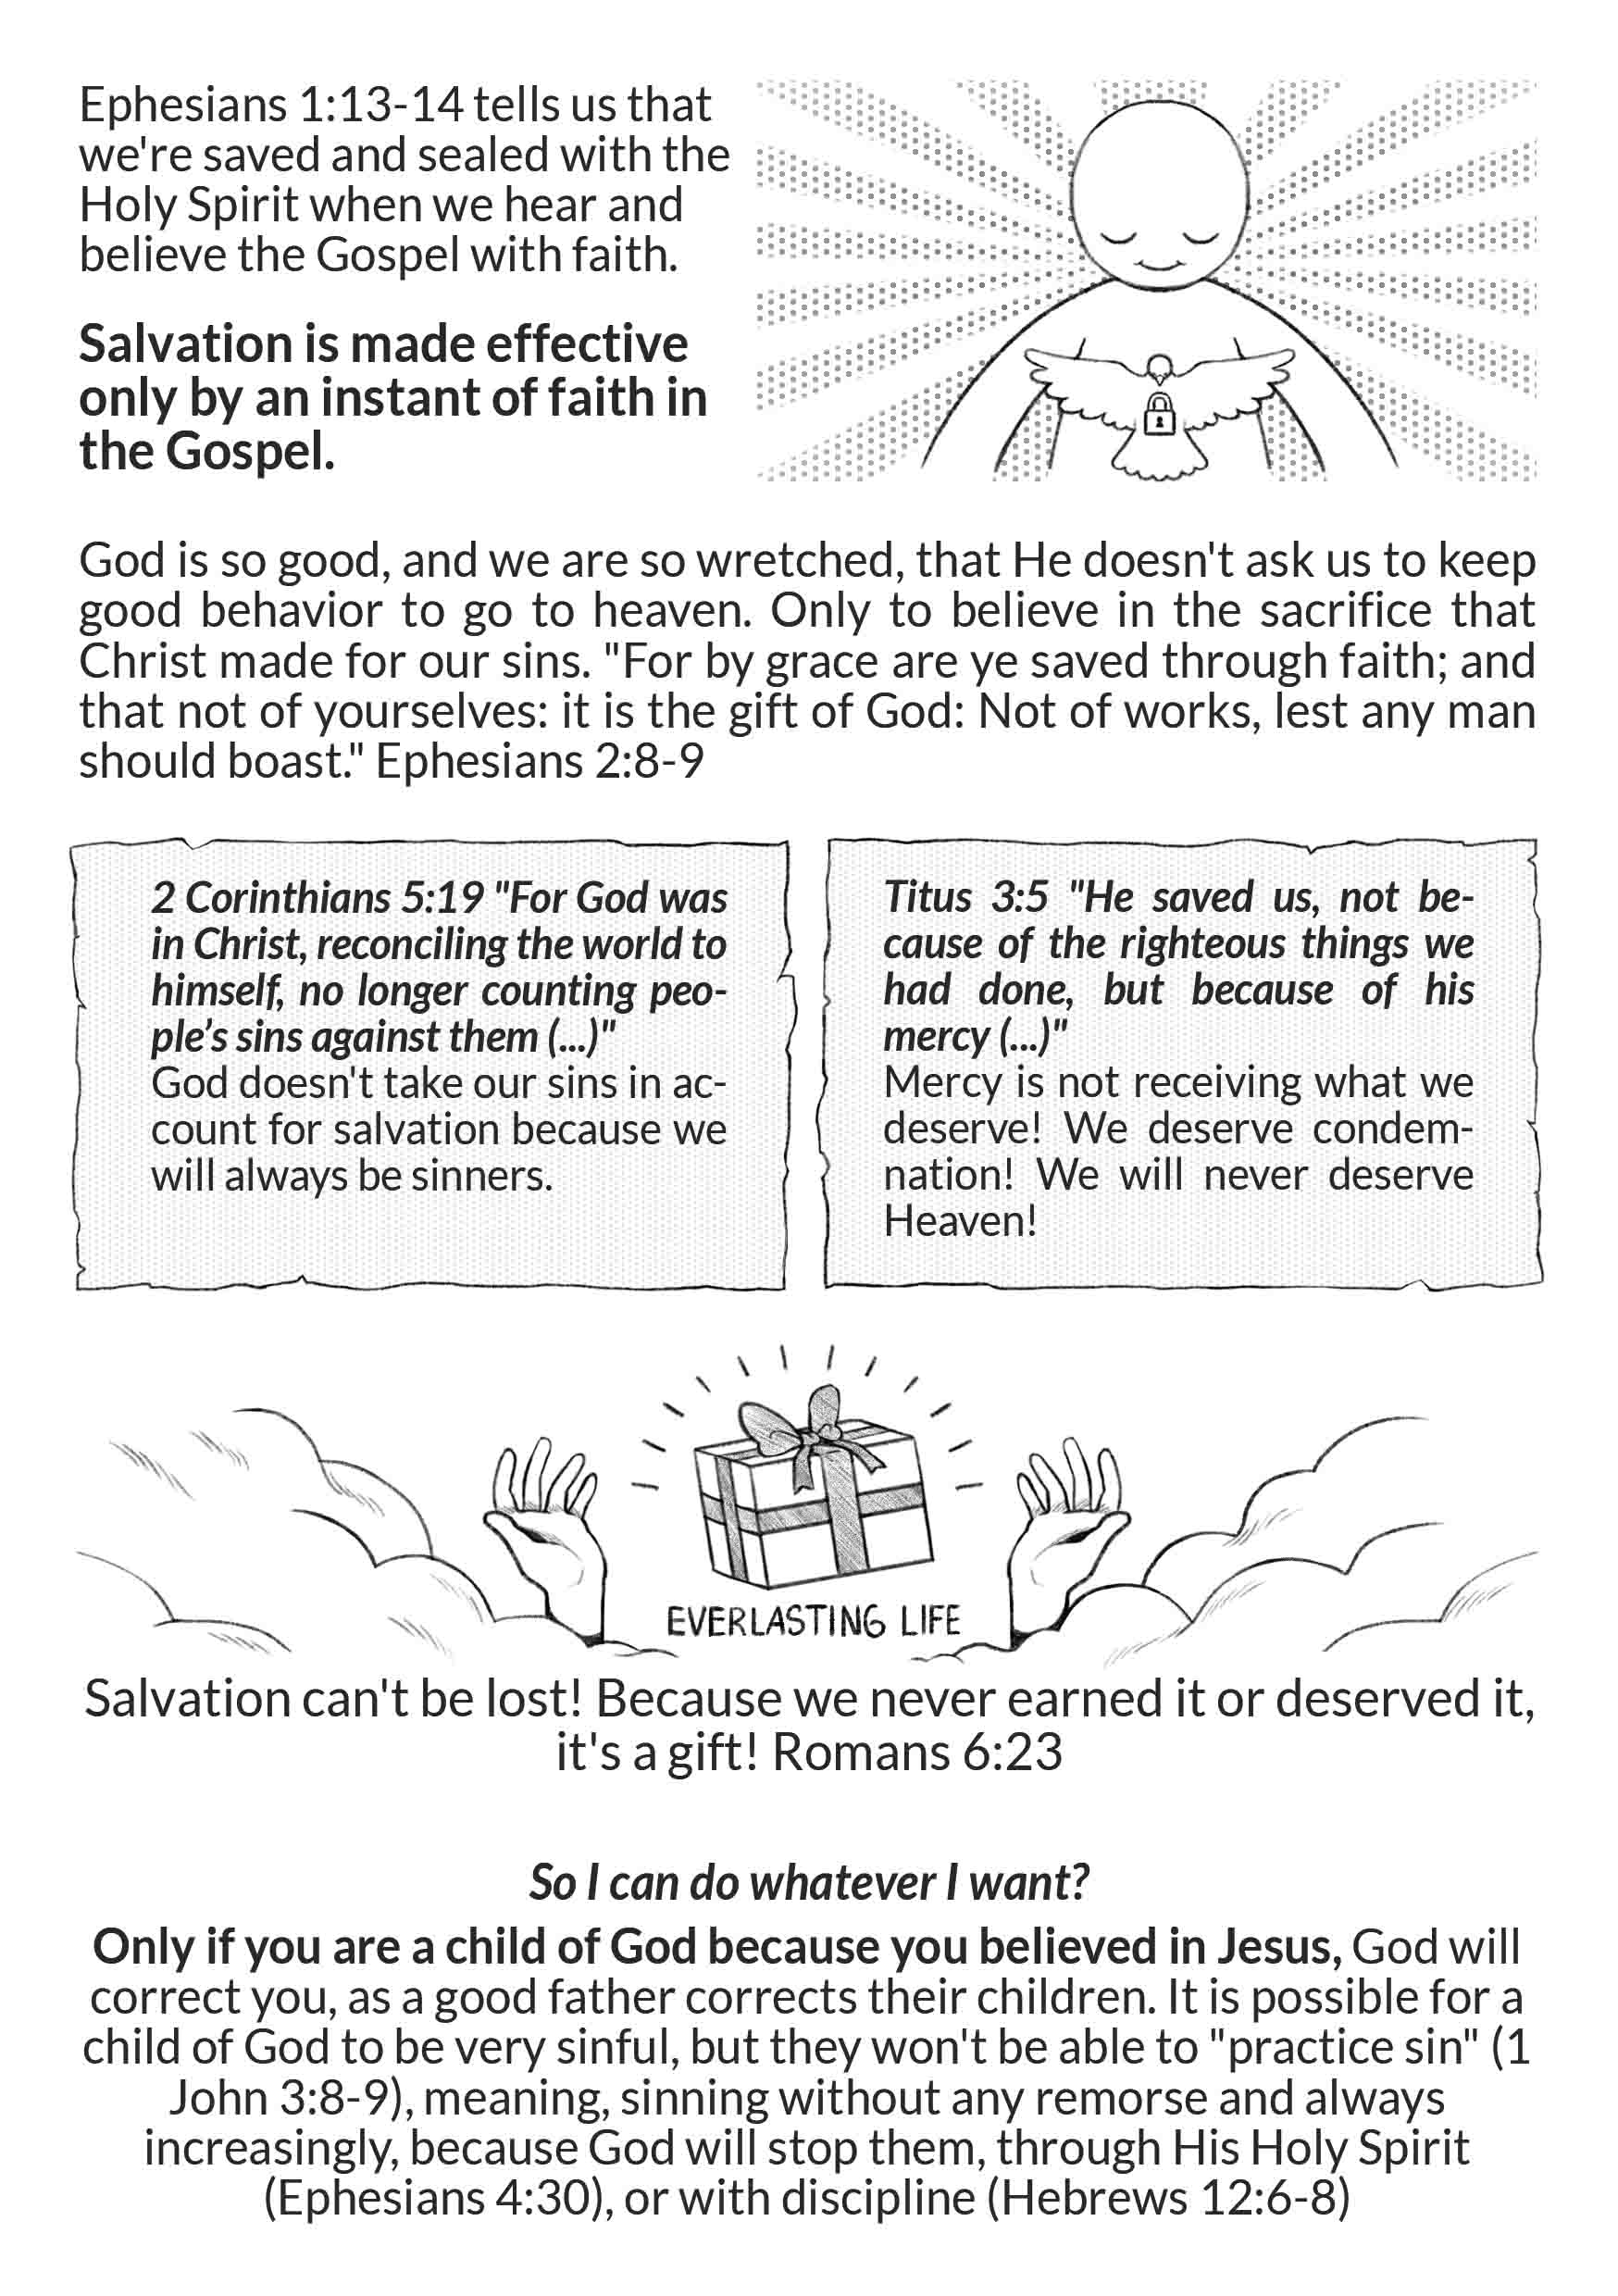 Ephesians 1:13-14 tells us that
we're saved and sealed with the
Holy Spirit when we hear and
believe the Gospel with faith.
Salvation is made effective
only by an instant of faith in
the Gospel.
God is so good, and we are so wretched, that He doesn't ask us to keep
good behavior to go to heaven. Only to believe in the sacrifice that
Christ made for our sins. "For by grace are ye saved through faith; and
that not of yourselves: it is the gift of God: Not of works, lest any man
should boast." Ephesians 2:8-9
2 Corinthians 5:19 "For God was
in Christ, reconciling the world to
himself, no longer counting peo-
ple’s sins against them (...)"
God doesn't take our sins in ac-
count for salvation because we
will always be sinners.
Titus 3:5 "He saved us, not be-
cause of the righteous things we
had done, but because of his
mercy (...)"
Mercy is not receiving what we
deserve! We deserve condem-
nation! We will never deserve
Heaven!
EVERLASTING LIFE
Salvation can't be lost! Because we never earned it or deserved it,
it's a gift! Romans 6:23
So I can do whatever I want?
Only if you are a child of God because you believed in Jesus, God will
correct you, as a good father corrects their children. It is possible for a
child of God to be very sinful, but they won't be able to "practice sin" (1
John 3:8-9), meaning, sinning without any remorse and always
increasingly, because God will stop them, through His Holy Spirit
(Ephesians 4:30), or with discipline (Hebrews 12:6-8)